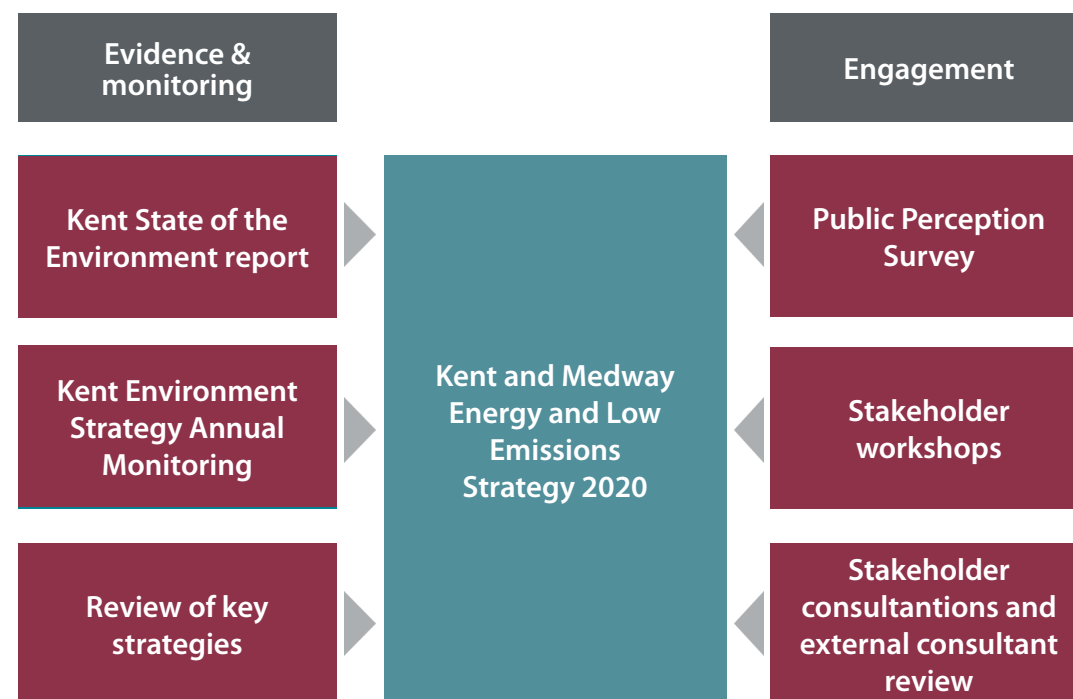 Evidence &
monitoring
Engagement
Kent State of the
Environment report
Public Perception
Survey
Kent Environment
Strategy Annual
Monitoring
Kent and Medway
Energy and Low
Emissions
Strategy 2020
Stakeholder
workshops
Review of key
strategies
Stakeholder
consultantions and
external consultant
review